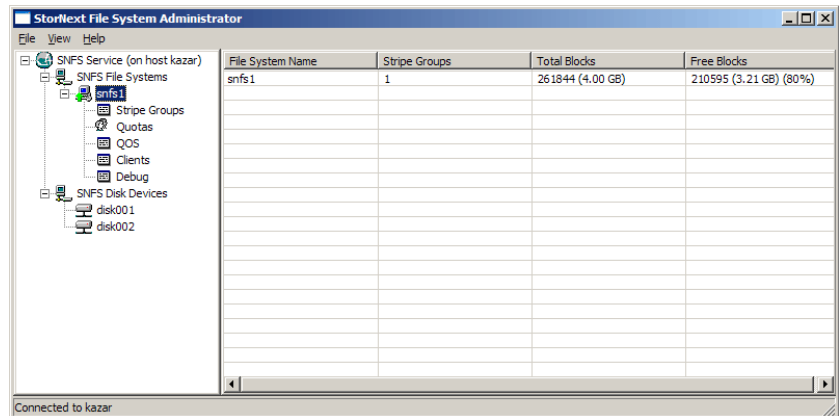 StorNext File System Administrator
File View Help
SNFS Service (on host kazar)
SNFS File Systems
snfs1
Stripe Groups
Quotas
QOS
Clients
Debug
SNFS Disk Devices
disk001
disk002
File System Name Stripe Groups Total Blocks Free Blocks
snfs1 1 261844 (4.00 GB) 210595 (3.21 GB) (80%)
Connected to kazar